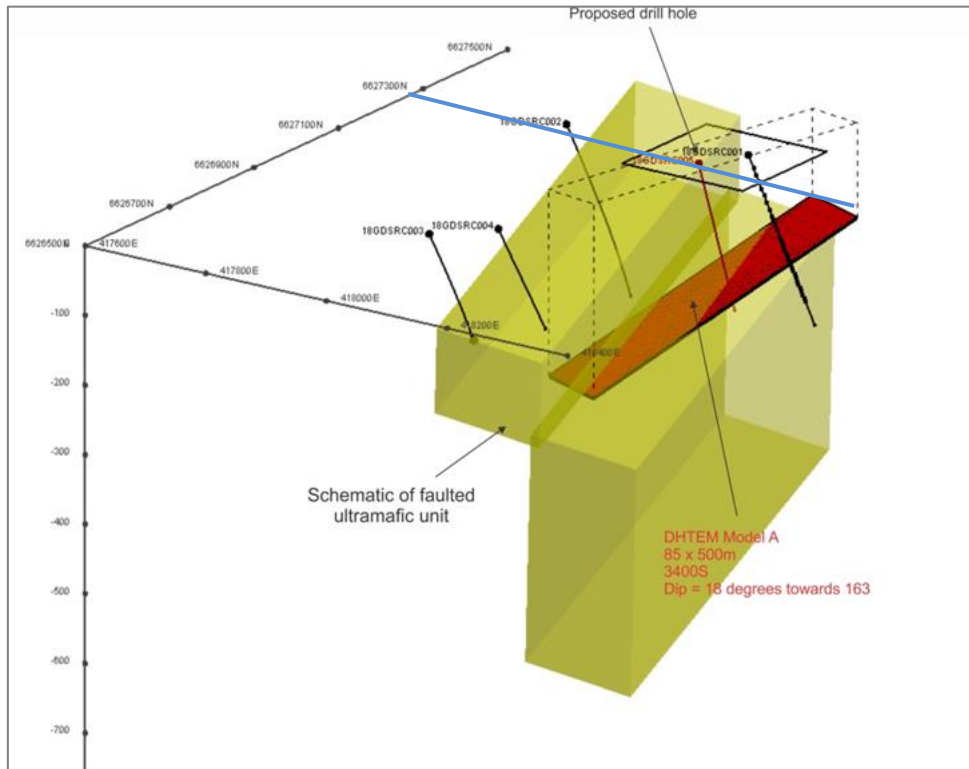 Proposed drill hole
6627500N
6627300N
18GDSRC002
6627100N
18GDSRC001
18GDSRC005
6626900N
6626700N
18GDSRC004
18GDSRC003
417600E
417800E
418000E
-100
418200E
418400E
-200
-300
-400
Schematic of faulted
ultramafic unit
-500
DHTEM Model A
85 x 500m
3400S
Dip = 18 degrees towards 163
-600
-700